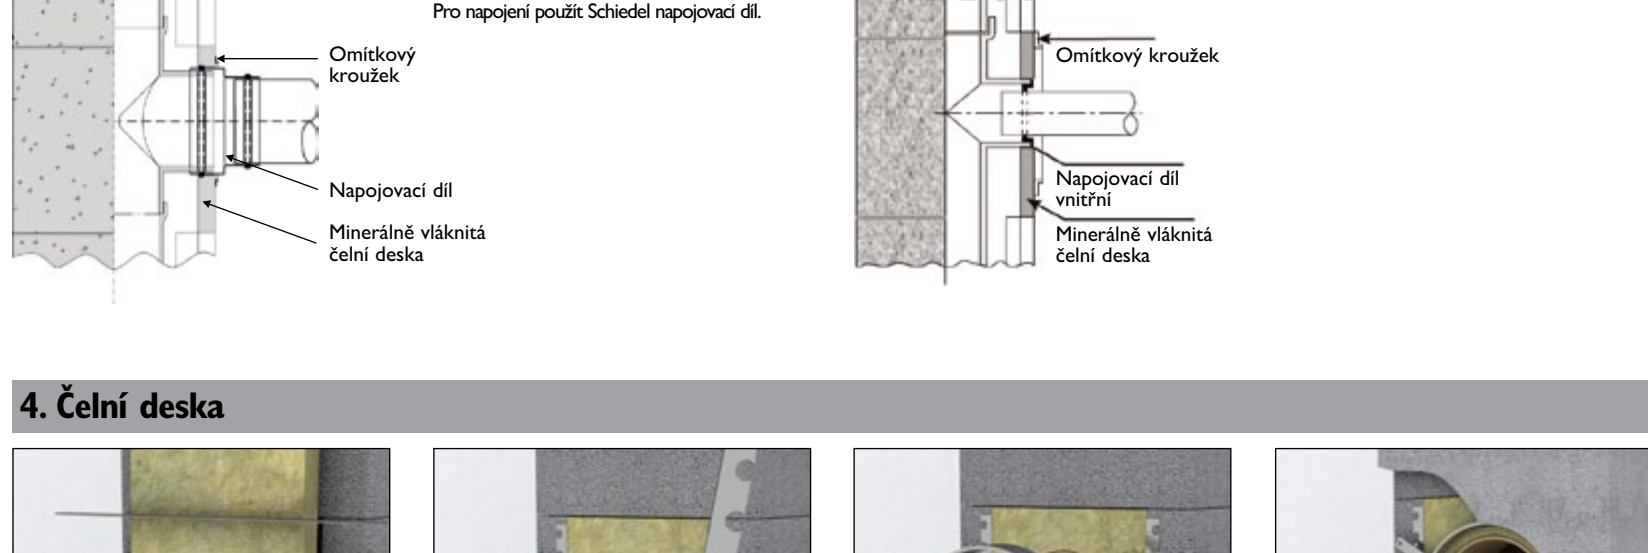 Pro napojení použít Schiedel napojovací díl.
Omítkový
kroužek
Napojovací díl
Minerálně vláknitá
čelní deska
Omítkový kroužek
Napojovací díl
vnitřní
Minerálně vláknitá
čelní deska
4. Čelní deska